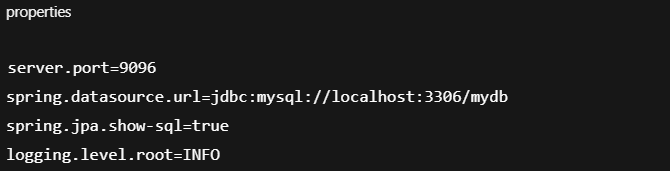 properties
server.port=9096
spring.datasource.url=jdbc:mysql://localhost:3306/mydb
spring.jpa.show-sql=true
logging.level.root=INFO